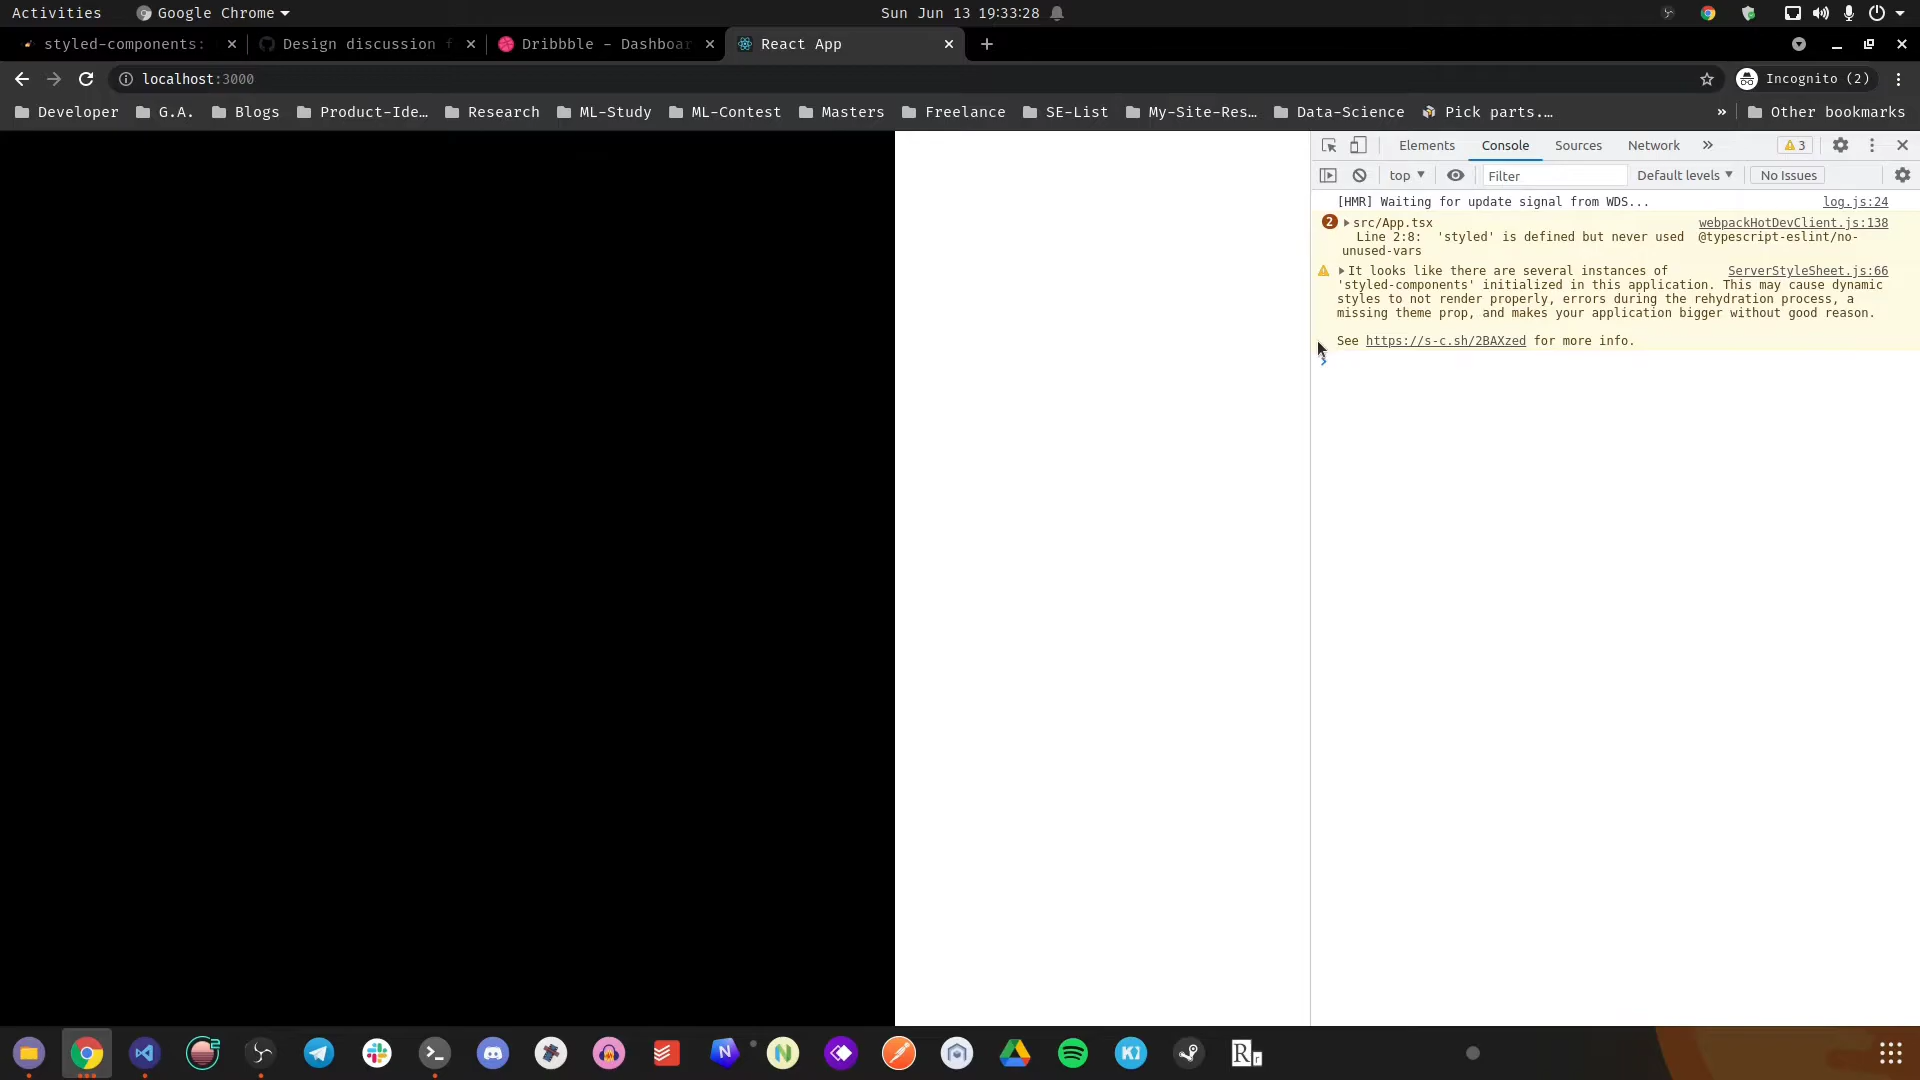 Activities Google Chrome Sun Jun 13 19:33:28
styled-components: Design discussion f Dribbble - Dashboar React App
localhost:3000 Incognito (2)
Developer G.A. Blogs Product-Ide… Research ML-Study ML-Contest Masters Freelance SE-List My-Site-Res… Data-Science Pick parts.… » Other bookmarks
Elements Console Sources Network » 3
top Filter Default levels No Issues
[HMR] Waiting for update signal from WDS... log.js:24
2 src/App.tsx webpackHotDevClient.js:138
Line 2:8: 'styled' is defined but never used @typescript-eslint/no-
unused-vars
It looks like there are several instances of ServerStyleSheet.js:66
'styled-components' initialized in this application. This may cause dynamic
styles to not render properly, errors during the rehydration process, a
missing theme prop, and makes your application bigger without good reason.
See https://s-c.sh/2BAXzed for more info.
2 N N K R r